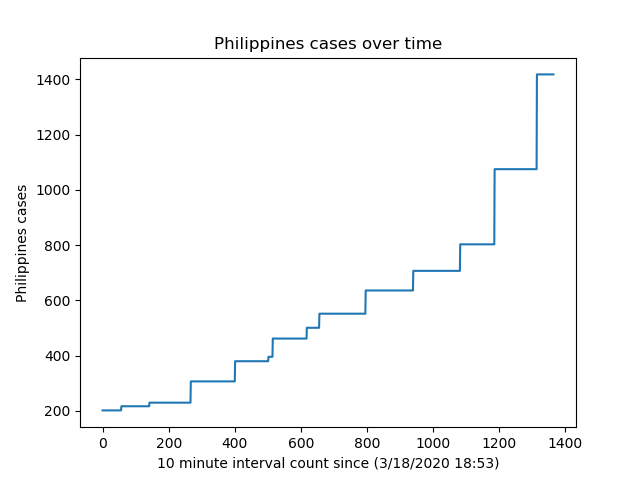 Philippines cases over time
Philippines cases
1400
1200
1000
800
600
400
200
0 200 400 600 800 1000 1200 1400
10 minute interval count since (3/18/2020 18:53)